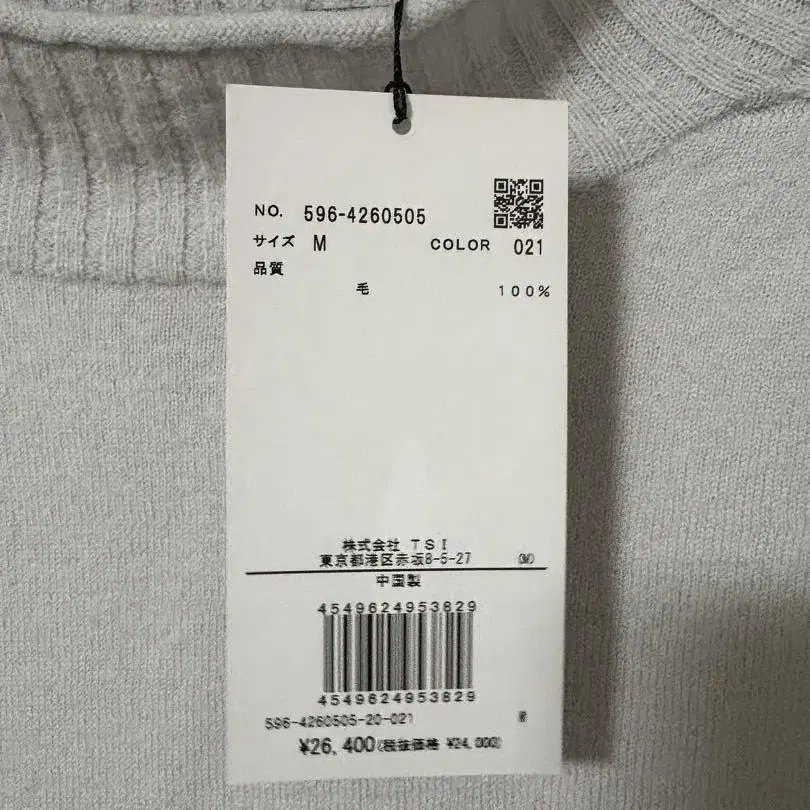 NO. 596-4260505
サイズ M COLOR 021
品質
毛 100%
株式会社 TSI
東京都港区赤坂8-5-27 (M)
中国製
4549624953829
4549624953829
596-4260505-20-021
¥26,400(税抜価格 ¥24,000)